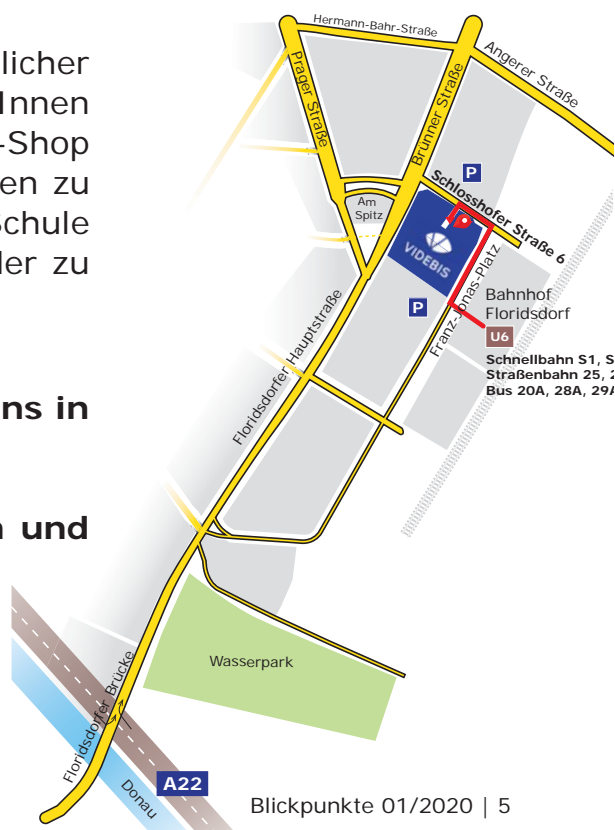 licher
Innen
-Shop
en zu
Schule
ler zu
ns in
n und
Hermann-Bahr-Straße
Prager Straße
Brünner Straße
Angerer Straße
P
Schlosshofer Straße 6
Am
Spitz
VIDEBIS
Franz-Jonas-Platz
P
Bahnhof
Floridsdorf
U6
Schnellbahn S1, S
Straßenbahn 25, 2
Bus 20A, 28A, 29A
Floridsdorfer Hauptstraße
Wasserpark
Floridsdorfer Brücke
A22
Donau
Blickpunkte 01/2020 | 5